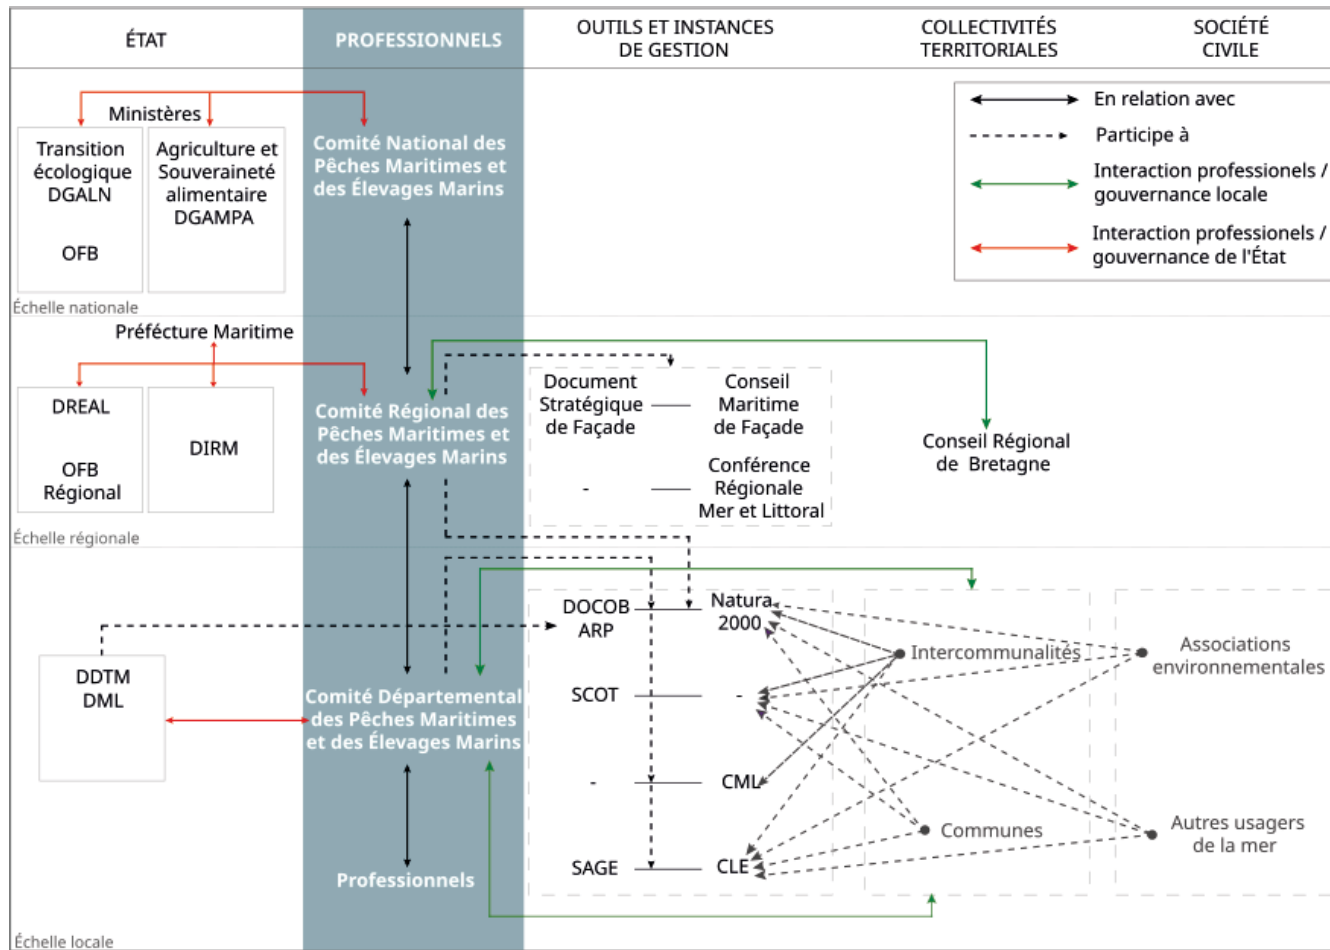 ÉTAT
PROFESSIONNELS
OUTILS ET INSTANCES
DE GESTION
COLLECTIVITÉS
TERRITORIALES
SOCIÉTÉ
CIVILE
Ministères
Transition
écologique
DGALN
OFB
Agriculture et
Souveraineté
alimentaire
DGAMPA
Comité National des
Pêches Maritimes et
des Élevages Marins
En relation avec
Participe à
Interaction professionels /
gouvernance locale
Interaction professionels /
gouvernance de l'État
Échelle nationale
Préfécture Maritime
DREAL
OFB
Régional
DIRM
Comité Régional des
Pêches Maritimes et
des Élevages Marins
Document
Stratégique
de Façade
Conseil
Maritime
de Façade
-
Conférence
Régionale
Mer et Littoral
Conseil Régional
de Bretagne
Échelle régionale
DDTM
DML
Comité Départemental
des Pêches Maritimes
et des Élevages Marins
Professionnels
DOCOB
ARP
Natura
2000
SCOT
-
-
CML
SAGE
CLE
Intercommunalités
Communes
Associations
environnementales
Autres usagers
de la mer
Échelle locale